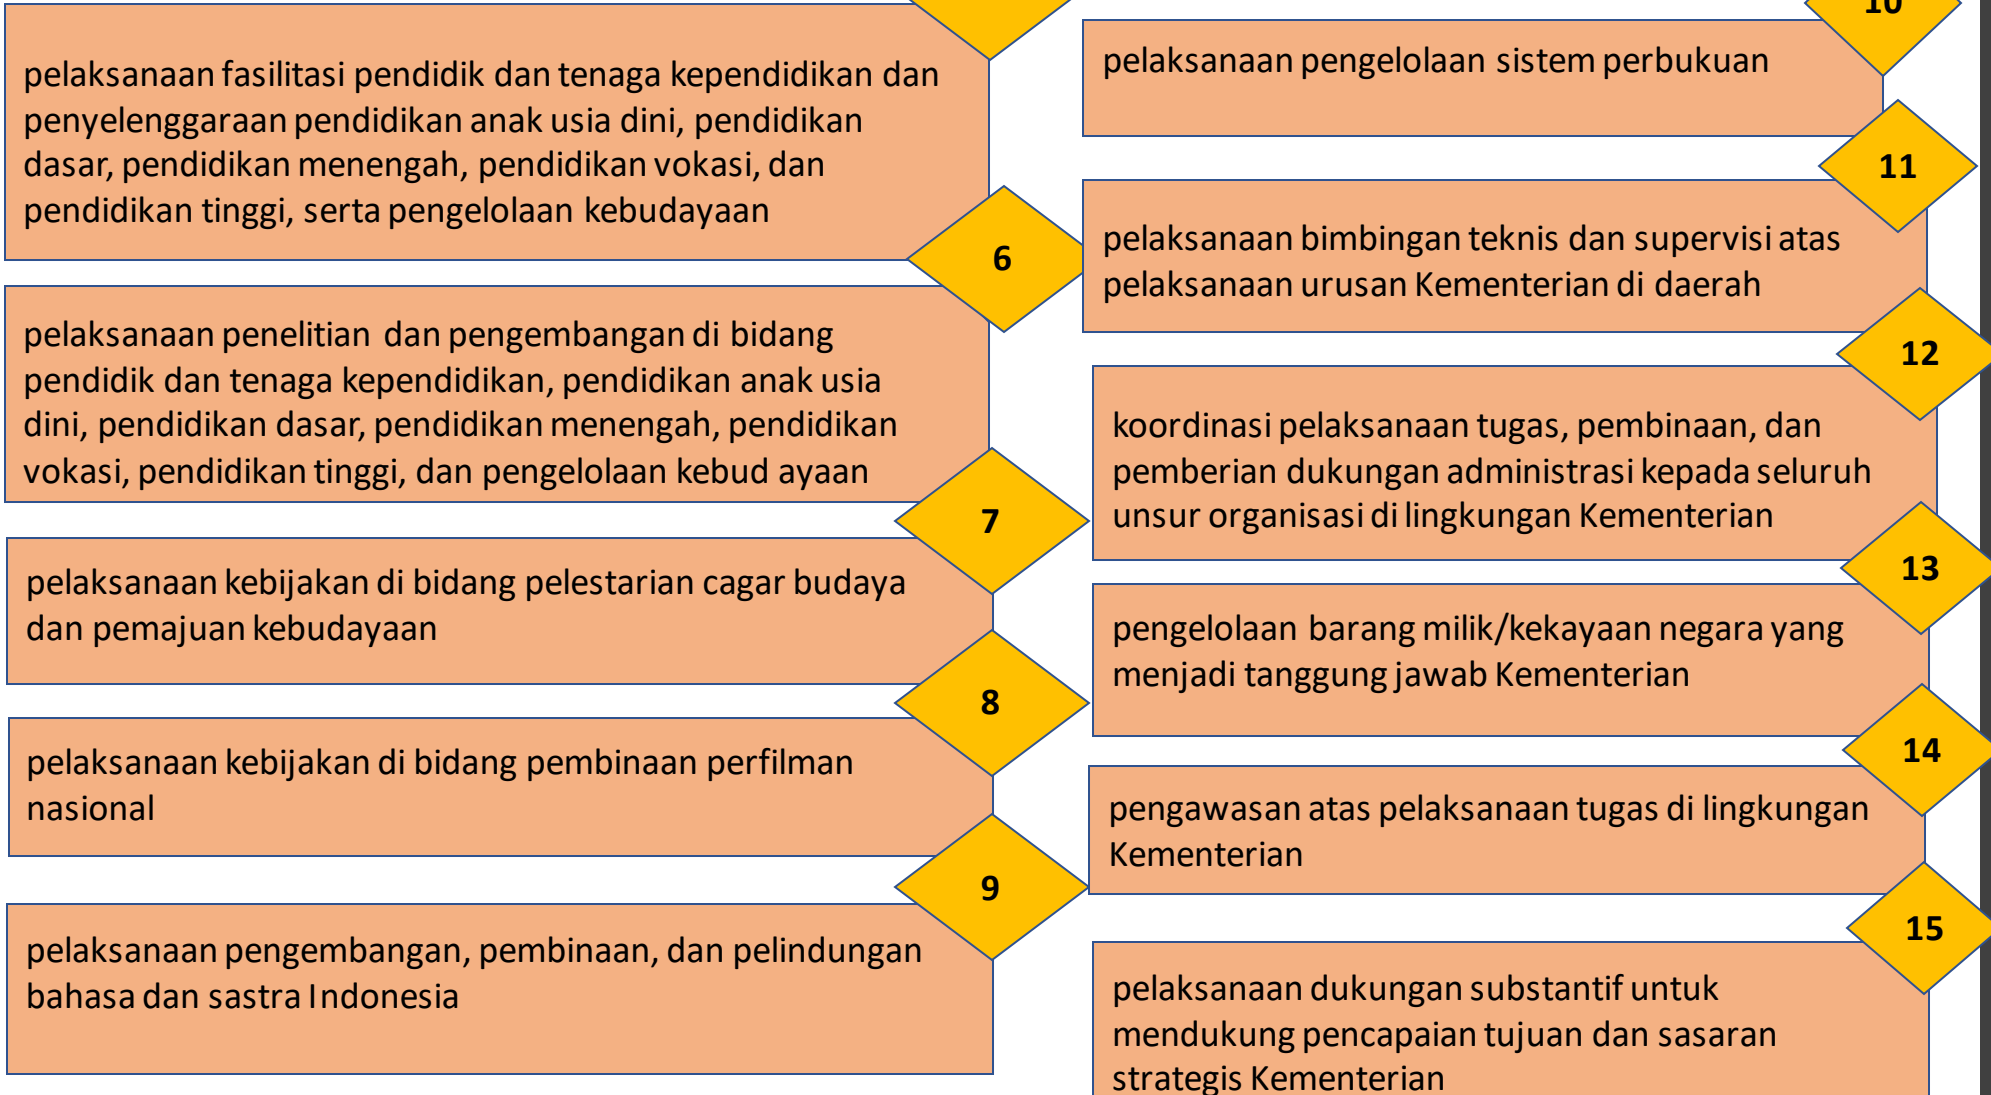 pelaksanaan fasilitasi pendidik dan tenaga kependidikan dan
penyelenggaraan pendidikan anak usia dini, pendidikan
dasar, pendidikan menengah, pendidikan vokasi, dan
pendidikan tinggi, serta pengelolaan kebudayaan
6
pelaksanaan penelitian dan pengembangan di bidang
pendidik dan tenaga kependidikan, pendidikan anak usia
dini, pendidikan dasar, pendidikan menengah, pendidikan
vokasi, pendidikan tinggi, dan pengelolaan kebud ayaan
7
pelaksanaan kebijakan di bidang pelestarian cagar budaya
dan pemajuan kebudayaan
8
pelaksanaan kebijakan di bidang pembinaan perfilman
nasional
9
pelaksanaan pengembangan, pembinaan, dan pelindungan
bahasa dan sastra Indonesia
10
pelaksanaan pengelolaan sistem perbukuan
11
pelaksanaan bimbingan teknis dan supervisi atas
pelaksanaan urusan Kementerian di daerah
12
koordinasi pelaksanaan tugas, pembinaan, dan
pemberian dukungan administrasi kepada seluruh
unsur organisasi di lingkungan Kementerian
13
pengelolaan barang milik/kekayaan negara yang
menjadi tanggung jawab Kementerian
14
pengawasan atas pelaksanaan tugas di lingkungan
Kementerian
15
pelaksanaan dukungan substantif untuk
mendukung pencapaian tujuan dan sasaran
strategis Kementerian